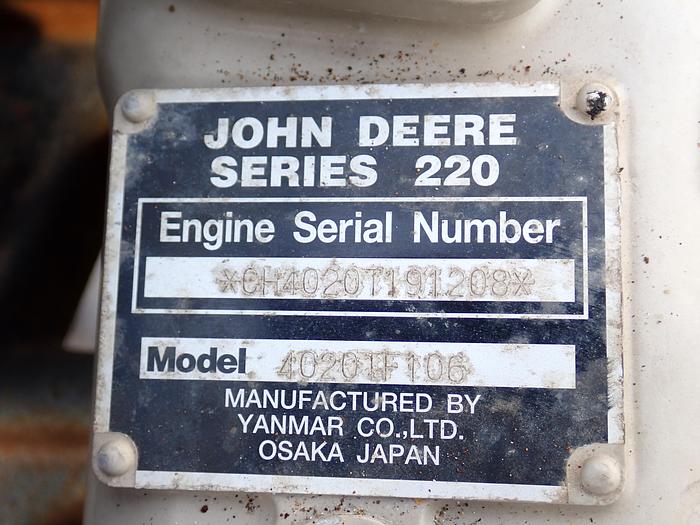 JOHN DEERE
SERIES 220
Engine Serial Number
*CH4020T191208*
Model 4020TF106
MANUFACTURED BY
YANMAR CO.,LTD.
OSAKA JAPAN